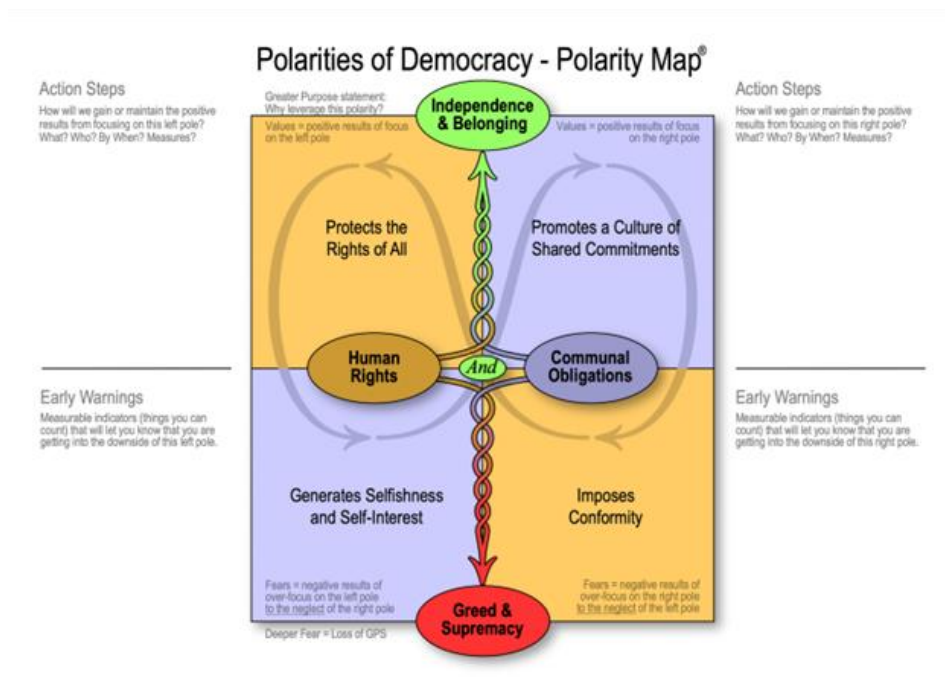 Polarities of Democracy - Polarity Map®
Action Steps
How will we gain or maintain the positive
results from focusing on this left pole?
What? Who? By When? Measures?
Greater Purpose statement:
Why leverage this polarity?
Values = positive results of focus
on the left pole
Independence
& Belonging
Values = positive results of focus
on the right pole
Action Steps
How will we gain or maintain the positive
results from focusing on this right pole?
What? Who? By When? Measures?
Protects the
Rights of All
Promotes a Culture of
Shared Commitments
Human
Rights
And
Communal
Obligations
Early Warnings
Measurable indicators (things you can
count) that will let you know that you are
getting into the downside of this left pole.
Early Warnings
Measurable indicators (things you can
count) that will let you know that you are
getting into the downside of this right pole.
Generates Selfishness
and Self-Interest
Imposes
Conformity
Fears = negative results of
over-focus on the left pole
to the neglect of the right pole
Fears = negative results of
over-focus on the right pole
to the neglect of the left pole
Greed &
Supremacy
Deeper Fear = Loss of GPS